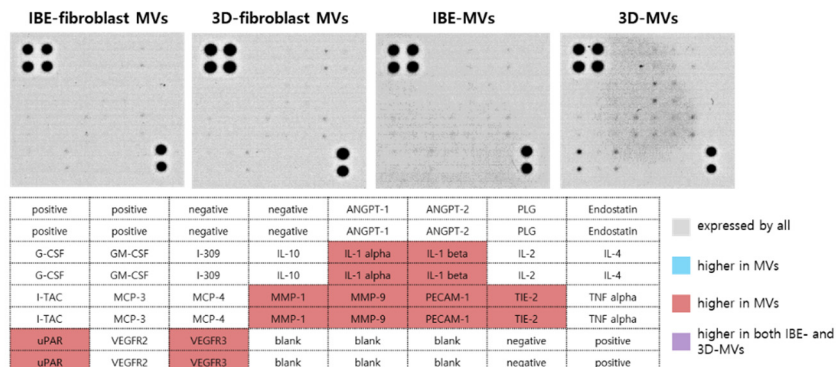 IBE-fibroblast MVs 3D-fibroblast MVs IBE-MVs 3D-MVs
positive positive negative negative ANGPT-1 ANGPT-2 PLG Endostatin
positive positive negative negative ANGPT-1 ANGPT-2 PLG Endostatin
G-CSF GM-CSF I-309 IL-10 IL-1 alpha IL-1 beta IL-2 IL-4
G-CSF GM-CSF I-309 IL-10 IL-1 alpha IL-1 beta IL-2 IL-4
I-TAC MCP-3 MCP-4 MMP-1 MMP-9 PECAM-1 TIE-2 TNF alpha
I-TAC MCP-3 MCP-4 MMP-1 MMP-9 PECAM-1 TIE-2 TNF alpha
uPAR VEGFR2 VEGFR3 blank blank blank negative positive
uPAR VEGFR2 VEGFR3 blank blank blank negative positive
expressed by all
higher in MVs
higher in MVs
higher in both IBE- and
3D-MVs